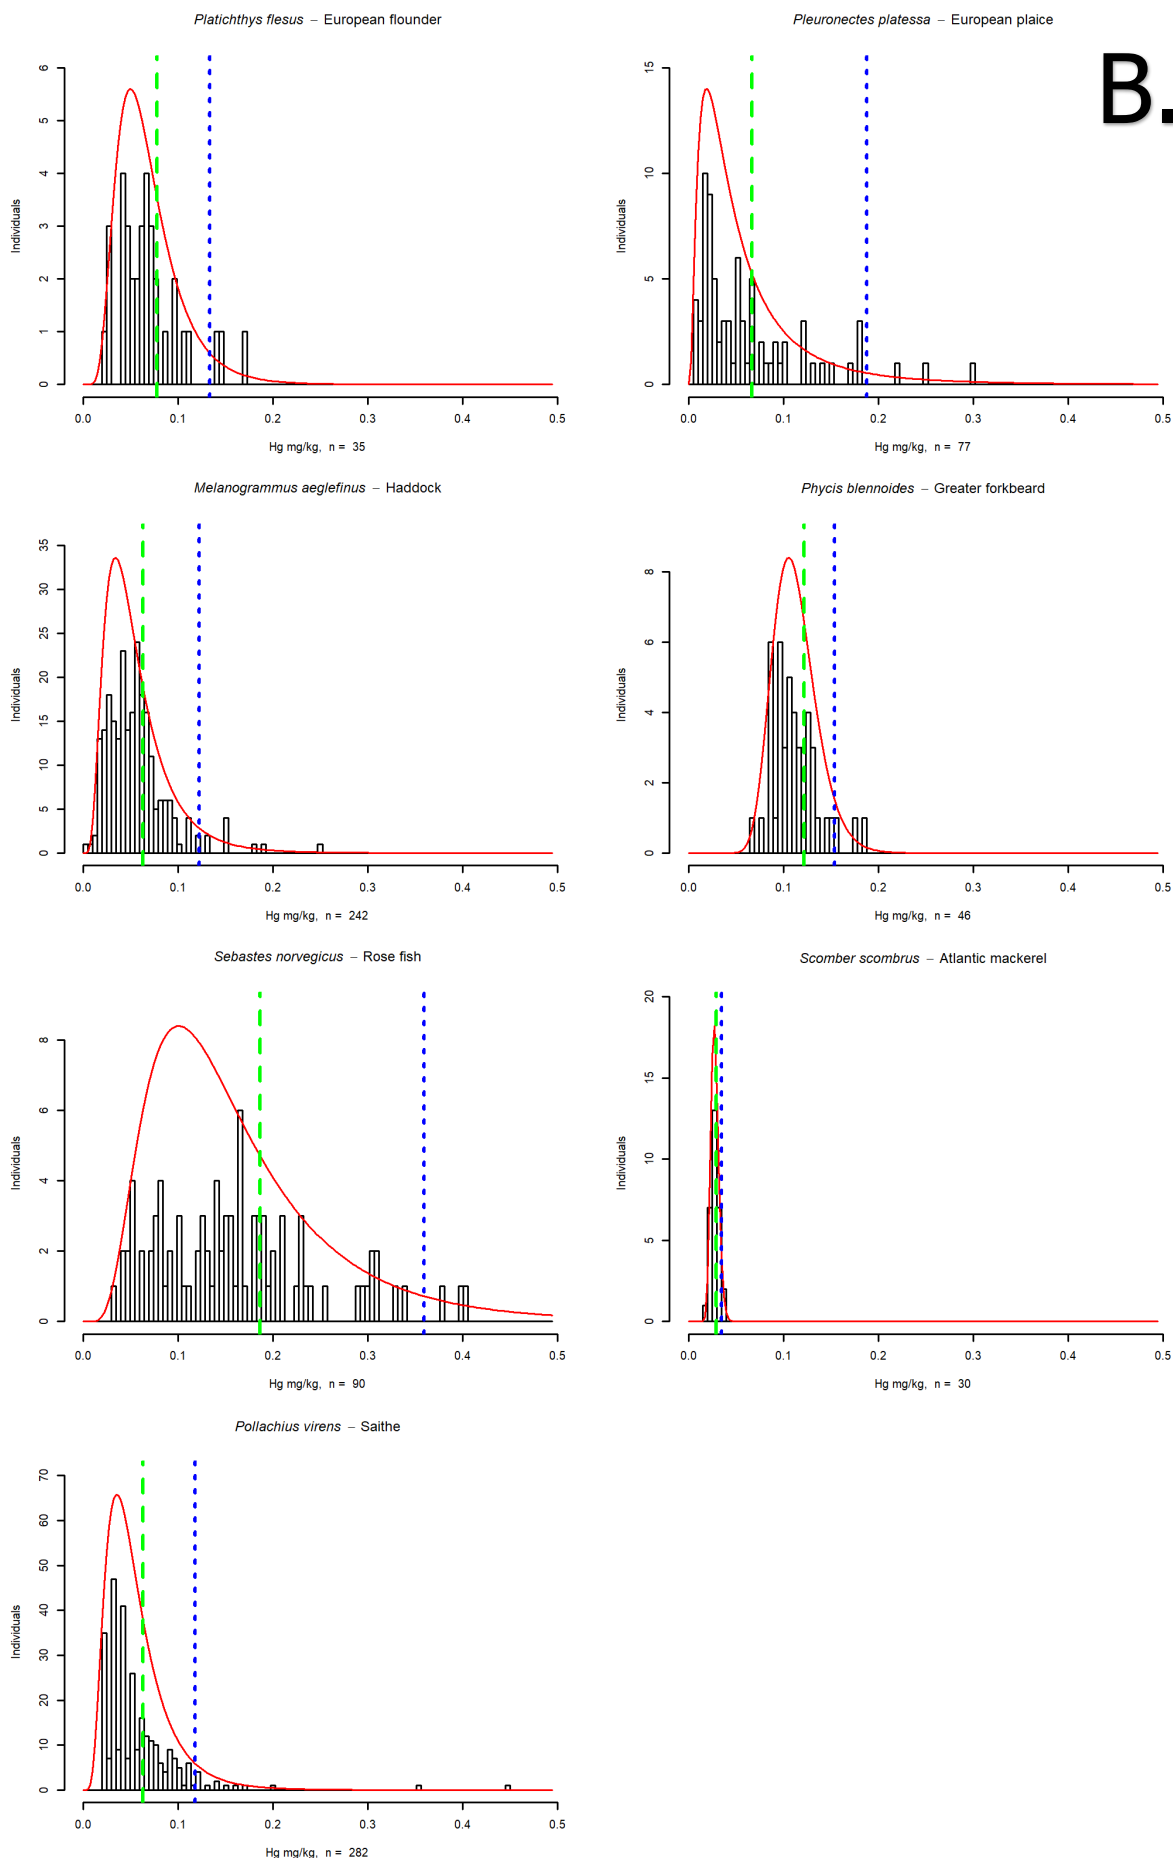 Platichthys flesus – European flounder
Individuals
0 1 2 3 4 5 6
0.0 0.1 0.2 0.3 0.4 0.5
Hg mg/kg, n = 35
Pleuronectes platessa – European plaice
B.
Individuals
0 5 10 15
0.0 0.1 0.2 0.3 0.4 0.5
Hg mg/kg, n = 77
Melanogrammus aeglefinus – Haddock
Individuals
0 5 10 15 20 25 30 35
0.0 0.1 0.2 0.3 0.4 0.5
Hg mg/kg, n = 242
Phycis blennoides – Greater forkbeard
Individuals
0 2 4 6 8
0.0 0.1 0.2 0.3 0.4 0.5
Hg mg/kg, n = 46
Sebastes norvegicus – Rose fish
Individuals
0 2 4 6 8
0.0 0.1 0.2 0.3 0.4 0.5
Hg mg/kg, n = 90
Scomber scombrus – Atlantic mackerel
Individuals
0 5 10 15 20
0.0 0.1 0.2 0.3 0.4 0.5
Hg mg/kg, n = 30
Pollachius virens – Saithe
Individuals
0 10 20 30 40 50 60 70
0.0 0.1 0.2 0.3 0.4 0.5
Hg mg/kg, n = 282